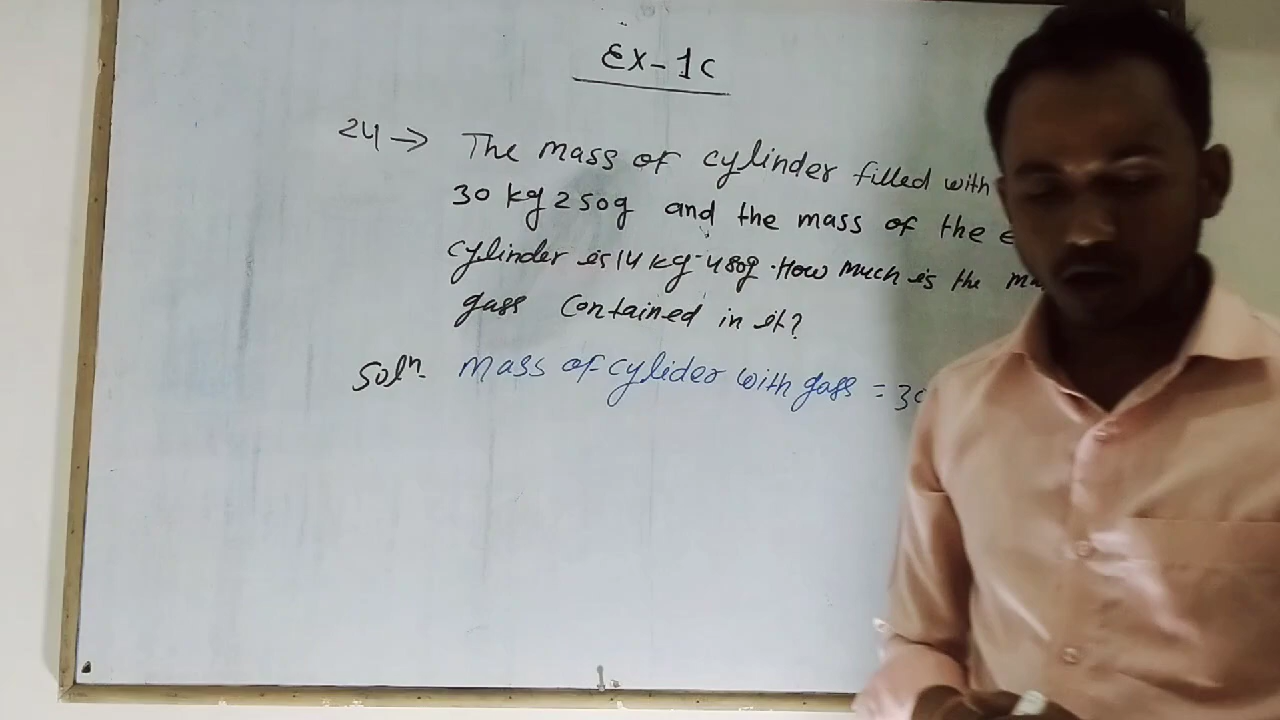 Ex-1c
24 → The mass of cylinder filled with
30 kg 250g and the mass of the
cylinder is 14 kg 480g. How much is the
gass contained in it?
Solⁿ. Mass of cylider with gass = 30